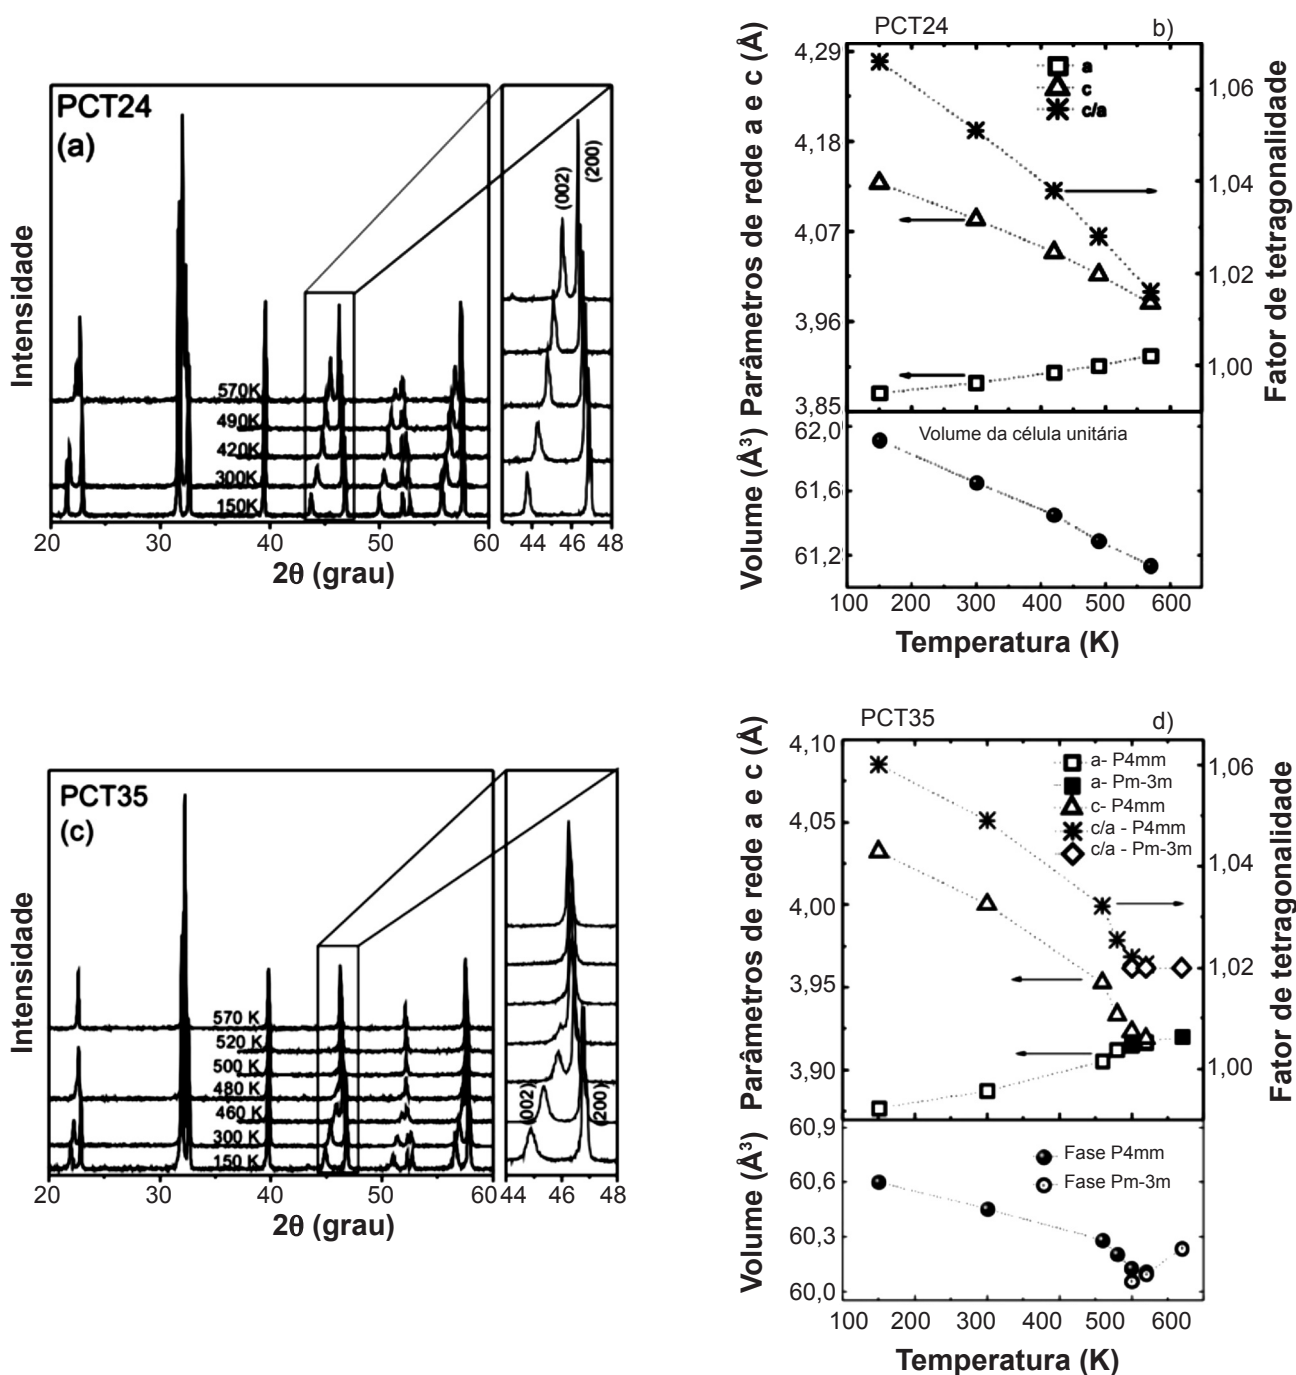 PCT24
(a)
(002)
(200)
Intensidade
570K
490K
420K
300K
150K
20 30 40 50 60
44 46 48
2θ (grau)
PCT24 b)
Parâmetros de rede a e c (Å)
4,29
4,18
4,07
3,96
3,85
a
c
c/a
1,06
1,04
1,02
1,00
Fator de tetragonalidade
Volume (Å³)
62,0
61,6
61,2
Volume da célula unitária
100 200 300 400 500 600
Temperatura (K)
PCT35
(c)
Intensidade
570 K
520 K
500 K
480 K
460 K
300 K
150 K
(002)
(200)
20 30 40 50 60
44 46 48
2θ (grau)
PCT35 d)
Parâmetros de rede a e c (Å)
4,10
4,05
4,00
3,95
3,90
a- P4mm
a- Pm-3m
c- P4mm
c/a - P4mm
c/a - Pm-3m
1,06
1,04
1,02
1,00
Fator de tetragonalidade
Volume (Å³)
60,9
60,6
60,3
60,0
Fase P4mm
Fase Pm-3m
100 200 300 400 500 600
Temperatura (K)